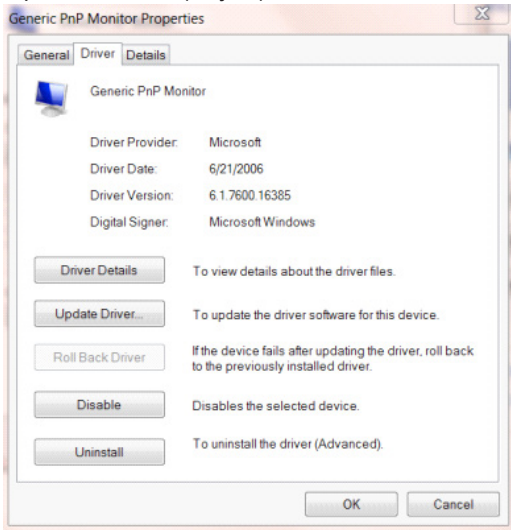 Generic PnP Monitor Properties
General Driver Details
Generic PnP Monitor
Driver Provider: Microsoft
Driver Date: 6/21/2006
Driver Version: 6.1.7600.16385
Digital Signer: Microsoft Windows
Driver Details To view details about the driver files.
Update Driver... To update the driver software for this device.
Roll Back Driver If the device fails after updating the driver, roll back
to the previously installed driver.
Disable Disables the selected device.
Uninstall To uninstall the driver (Advanced).
OK Cancel